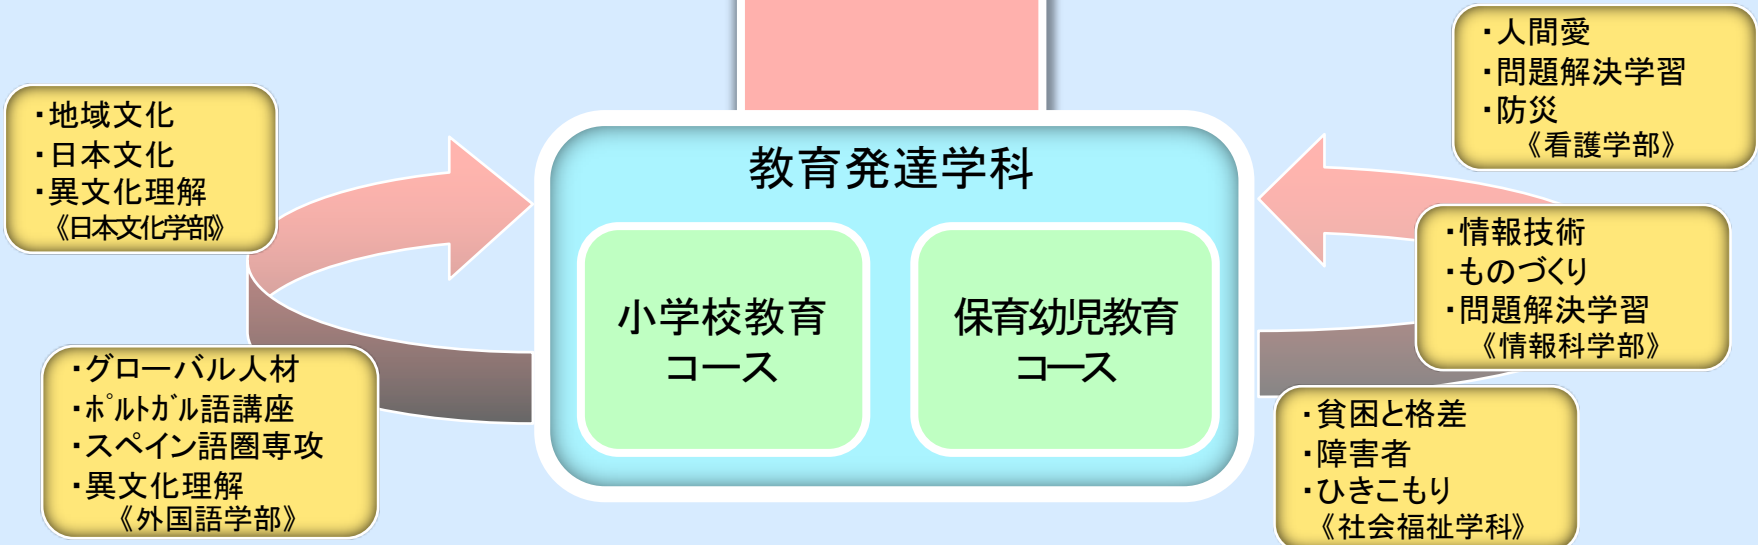 ・地域文化
・日本文化
・異文化理解
《日本文化学部》
・グローバル人材
・ポルトガル語講座
・スペイン語圏専攻
・異文化理解
《外国語学部》
教育発達学科
小学校教育
コース
保育幼児教育
コース
・人間愛
・問題解決学習
・防災
《看護学部》
・情報技術
・ものづくり
・問題解決学習
《情報科学部》
・貧困と格差
・障害者
・ひきこもり
《社会福祉学科》